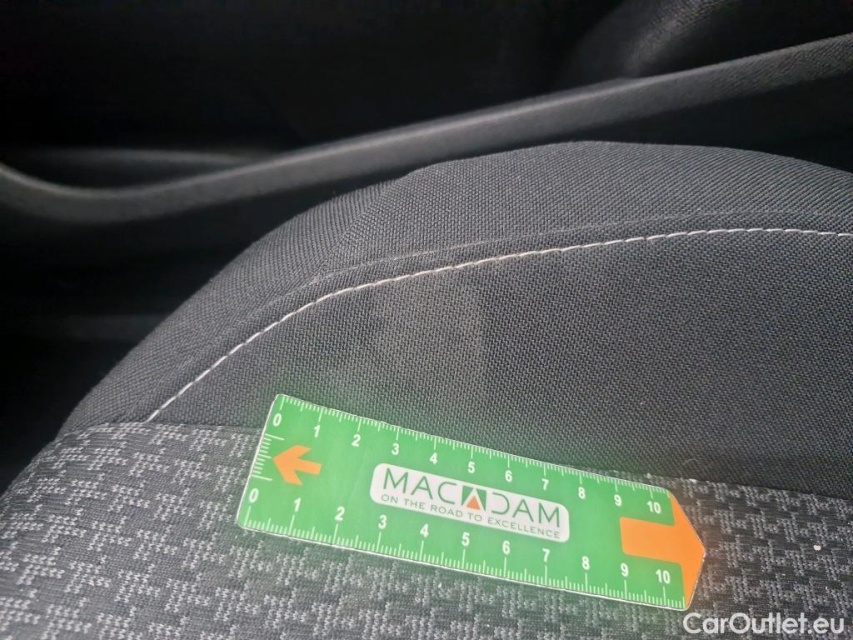 0 1 2 3 4 5 6 7 8 9 10
MACADAM
ON THE ROAD TO EXCELLENCE
0 1 2 3 4 5 6 7 8 9 10
CarOutlet.eu